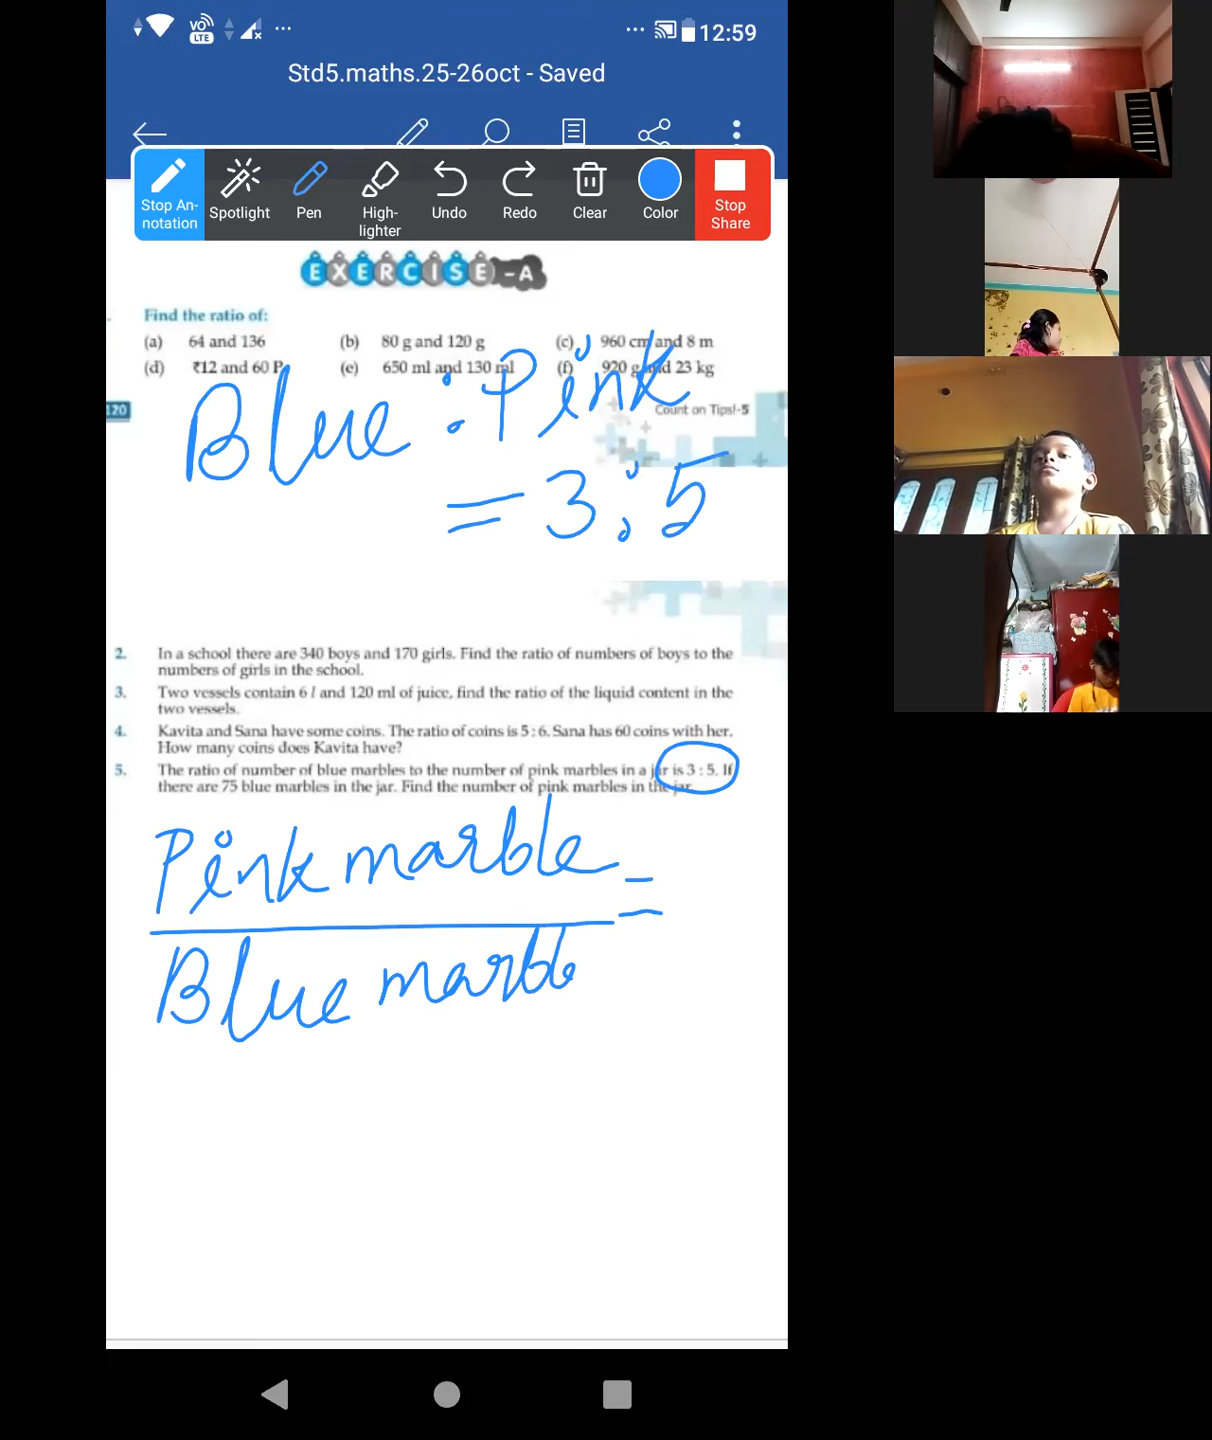 VO LTE ... ... 12:59
Std5.maths.25-26oct - Saved
Stop An-notation Spotlight Pen High-lighter Undo Redo Clear Color Stop Share
EXERCISE-A
Find the ratio of:
(a) 64 and 136 (b) 80 g and 120 g (c) 960 cm and 8 m
(d) ₹12 and 60 P (e) 650 ml and 130 ml (f) 920 g and 23 kg
120 Count on Tips!-5
Blue : Pink
= 3 : 5
2. In a school there are 340 boys and 170 girls. Find the ratio of numbers of boys to the
numbers of girls in the school.
3. Two vessels contain 6 l and 120 ml of juice, find the ratio of the liquid content in the
two vessels.
4. Kavita and Sana have some coins. The ratio of coins is 5 : 6. Sana has 60 coins with her.
How many coins does Kavita have?
5. The ratio of number of blue marbles to the number of pink marbles in a jar is 3 : 5. If
there are 75 blue marbles in the jar. Find the number of pink marbles in the jar.
Pink marble =
Blue marbl